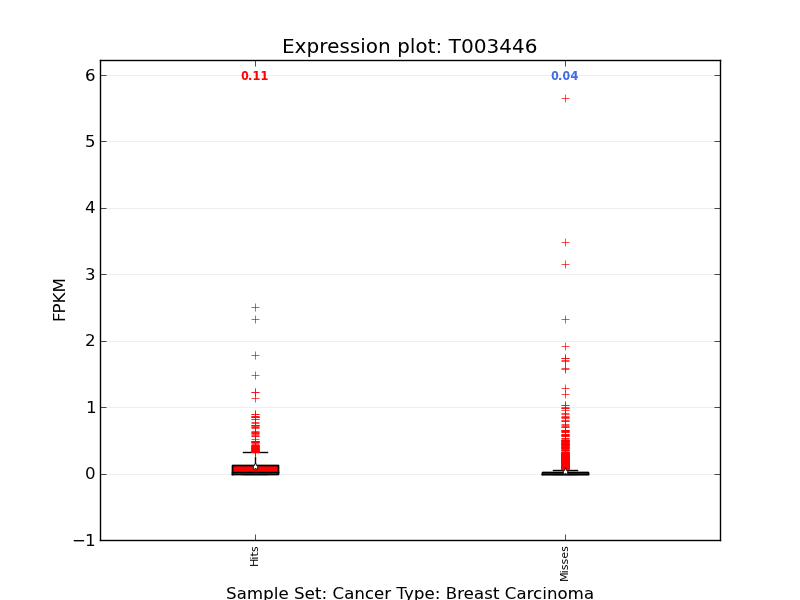 Expression plot: T003446
0.11 0.04
6
5
4
3
2
1
0
−1
FPKM
Hits Misses
Sample Set: Cancer Type: Breast Carcinoma